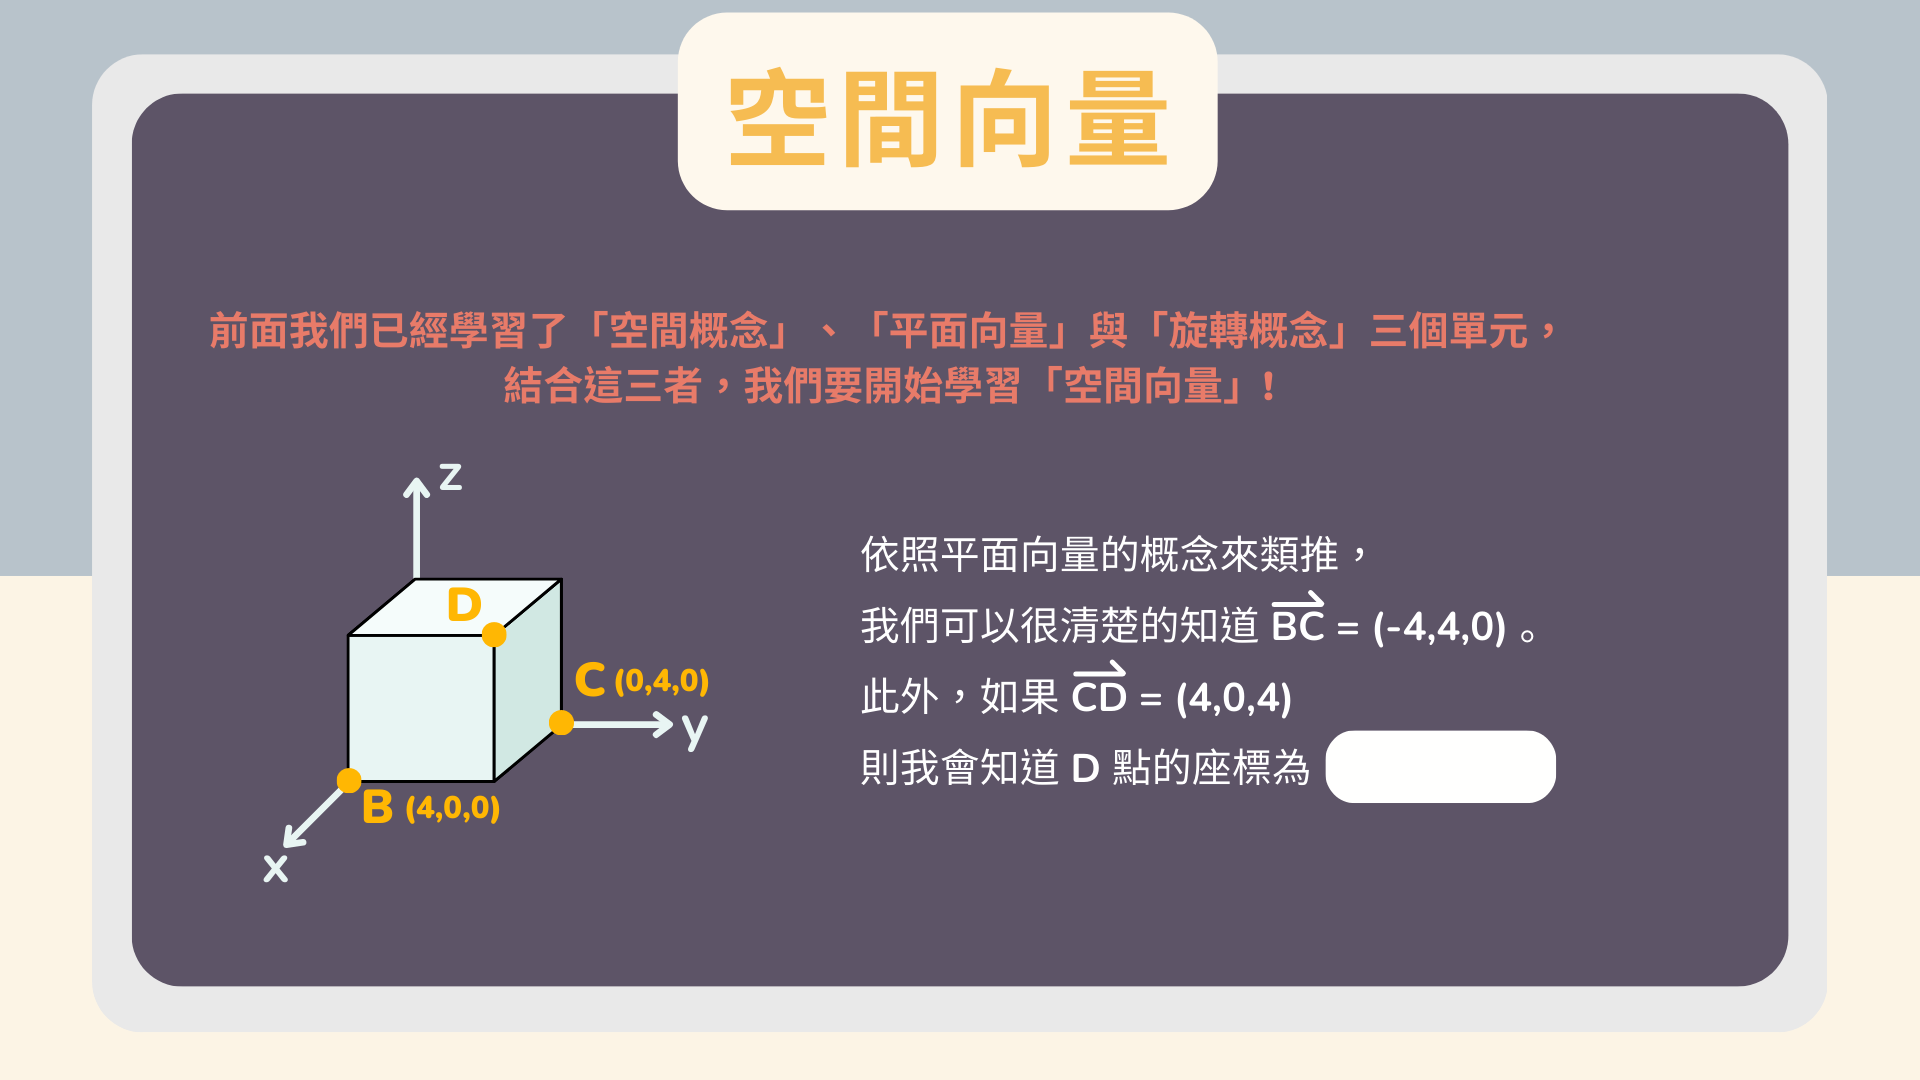 空間向量
前面我們已經學習了「空間概念」、「平面向量」與「旋轉概念」三個單元，
結合這三者，我們要開始學習「空間向量」!
z
D
C (0,4,0)
y
B (4,0,0)
x
依照平面向量的概念來類推，
我們可以很清楚的知道 BC = (-4,4,0) 。
此外，如果 CD = (4,0,4)
則我會知道 D 點的座標為